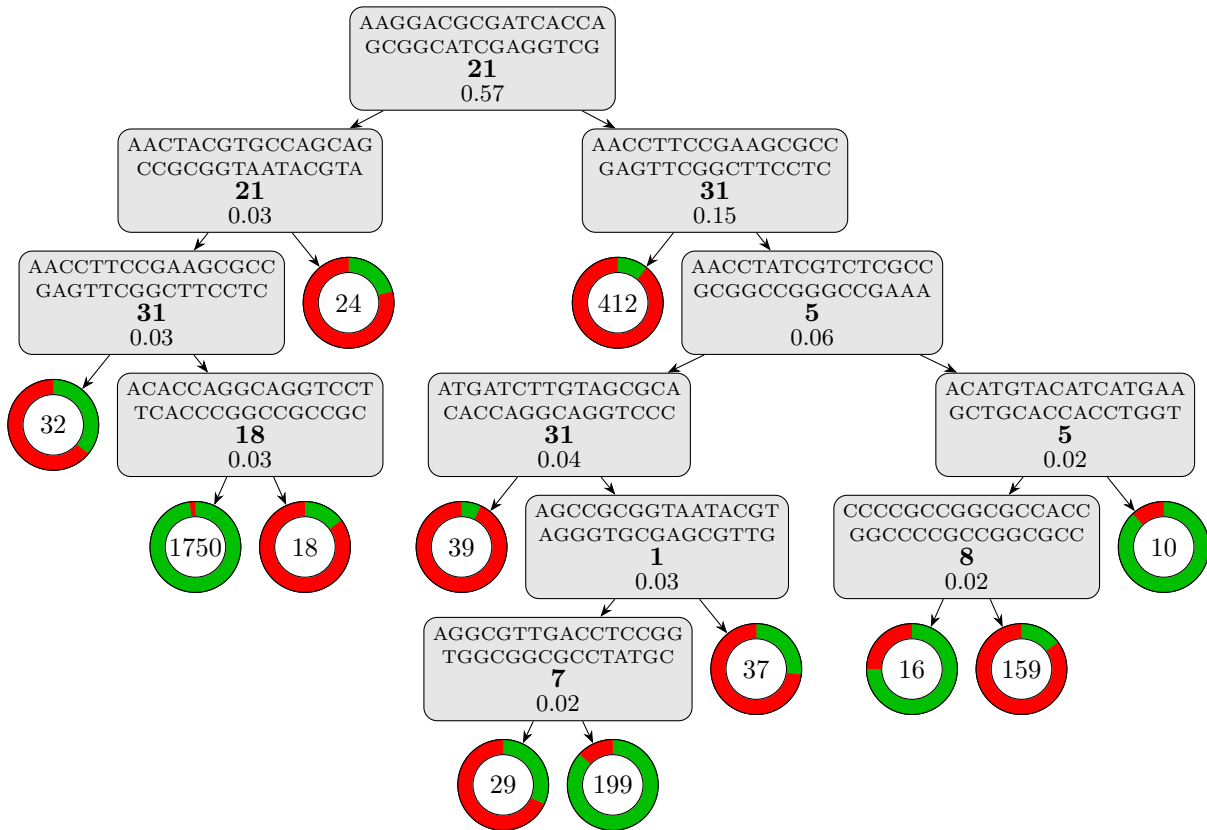 AAGGACGCGATCACCA
GCGGCATCGAGGTCG
21
0.57
AACTACGTGCCAGCAG
CCGCGGTAATACGTA
21
0.03
AACCTTCCGAAGCGCC
GAGTTCGGCTTCCTC
31
0.15
AACCTTCCGAAGCGCC
GAGTTCGGCTTCCTC
31
0.03
24
412
AACCTATCGTCTCGCC
GCGGCCGGGCCGAAA
5
0.06
32
ACACCAGGCAGGTCCT
TCACCCGGCCGCCGC
18
0.03
ATGATCTTGTAGCGCA
CACCAGGCAGGTCCC
31
0.04
ACATGTACATCATGAA
GCTGCACCACCTGGT
5
0.02
1750
18
39
AGCCGCGGTAATACGT
AGGGTGCGAGCGTTG
1
0.03
CCCCGCCGGCGCCACC
GGCCCCGCCGGCGCC
8
0.02
10
AGGCGTTGACCTCCGG
TGGCGGCGCCTATGC
7
0.02
37
16
159
29
199